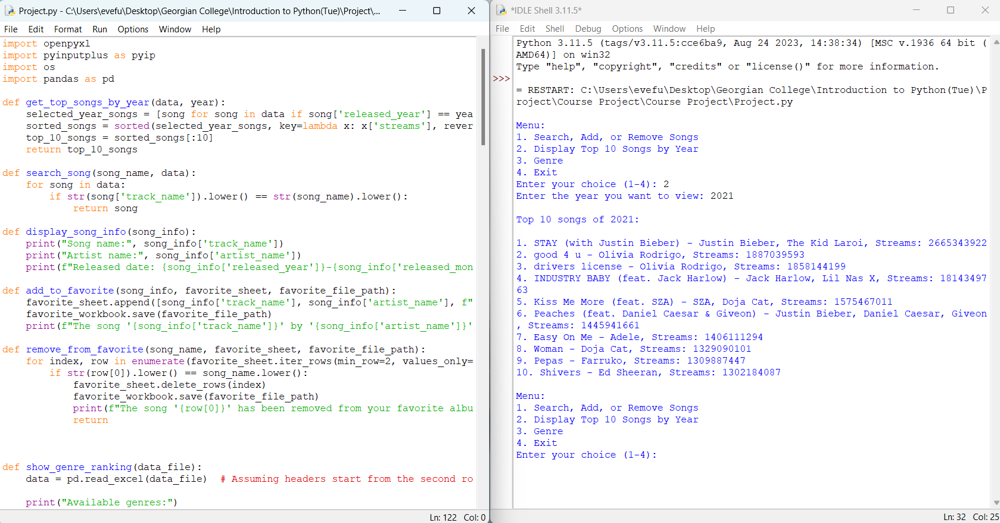 Project.py - C:\Users\evefu\Desktop\Georgian College\Introduction to Python(Tue)\Project\...
File Edit Format Run Options Window Help
import openpyxl
import pyinputplus as pyip
import os
import pandas as pd
def get_top_songs_by_year(data, year):
    selected_year_songs = [song for song in data if song['released_year'] == yea
    sorted_songs = sorted(selected_year_songs, key=lambda x: x['streams'], rever
    top_10_songs = sorted_songs[:10]
    return top_10_songs
def search_song(song_name, data):
    for song in data:
        if str(song['track_name']).lower() == str(song_name).lower():
            return song
def display_song_info(song_info):
    print("Song name:", song_info['track_name'])
    print("Artist name:", song_info['artist_name'])
    print(f"Released date: {song_info['released_year']}-{song_info['released_mon
def add_to_favorite(song_info, favorite_sheet, favorite_file_path):
    favorite_sheet.append([song_info['track_name'], song_info['artist_name'], f"
    favorite_workbook.save(favorite_file_path)
    print(f"The song '{song_info['track_name']}' by '{song_info['artist_name']}'
def remove_from_favorite(song_name, favorite_sheet, favorite_file_path):
    for index, row in enumerate(favorite_sheet.iter_rows(min_row=2, values_only=
        if str(row[0]).lower() == song_name.lower():
            favorite_sheet.delete_rows(index)
            favorite_workbook.save(favorite_file_path)
            print(f"The song '{row[0]}' has been removed from your favorite albu
            return
def show_genre_ranking(data_file):
    data = pd.read_excel(data_file)  # Assuming headers start from the second ro
    print("Available genres:")
Ln: 122 Col: 0
*IDLE Shell 3.11.5*
File Edit Shell Debug Options Window Help
Python 3.11.5 (tags/v3.11.5:cce6ba9, Aug 24 2023, 14:38:34) [MSC v.1936 64 bit (
AMD64)] on win32
Type "help", "copyright", "credits" or "license()" for more information.
>>>
= RESTART: C:\Users\evefu\Desktop\Georgian College\Introduction to Python(Tue)\P
roject\Course Project\Course Project\Project.py
Menu:
1. Search, Add, or Remove Songs
2. Display Top 10 Songs by Year
3. Genre
4. Exit
Enter your choice (1-4): 2
Enter the year you want to view: 2021
Top 10 songs of 2021:
1. STAY (with Justin Bieber) - Justin Bieber, The Kid Laroi, Streams: 2665343922
2. good 4 u - Olivia Rodrigo, Streams: 1887039593
3. drivers license - Olivia Rodrigo, Streams: 1858144199
4. INDUSTRY BABY (feat. Jack Harlow) - Jack Harlow, Lil Nas X, Streams: 18143497
63
5. Kiss Me More (feat. SZA) - SZA, Doja Cat, Streams: 1575467011
6. Peaches (feat. Daniel Caesar & Giveon) - Justin Bieber, Daniel Caesar, Giveon
, Streams: 1445941661
7. Easy On Me - Adele, Streams: 1406111294
8. Woman - Doja Cat, Streams: 1329090101
9. Pepas - Farruko, Streams: 1309887447
10. Shivers - Ed Sheeran, Streams: 1302184087
Menu:
1. Search, Add, or Remove Songs
2. Display Top 10 Songs by Year
3. Genre
4. Exit
Enter your choice (1-4):
Ln: 32 Col: 25